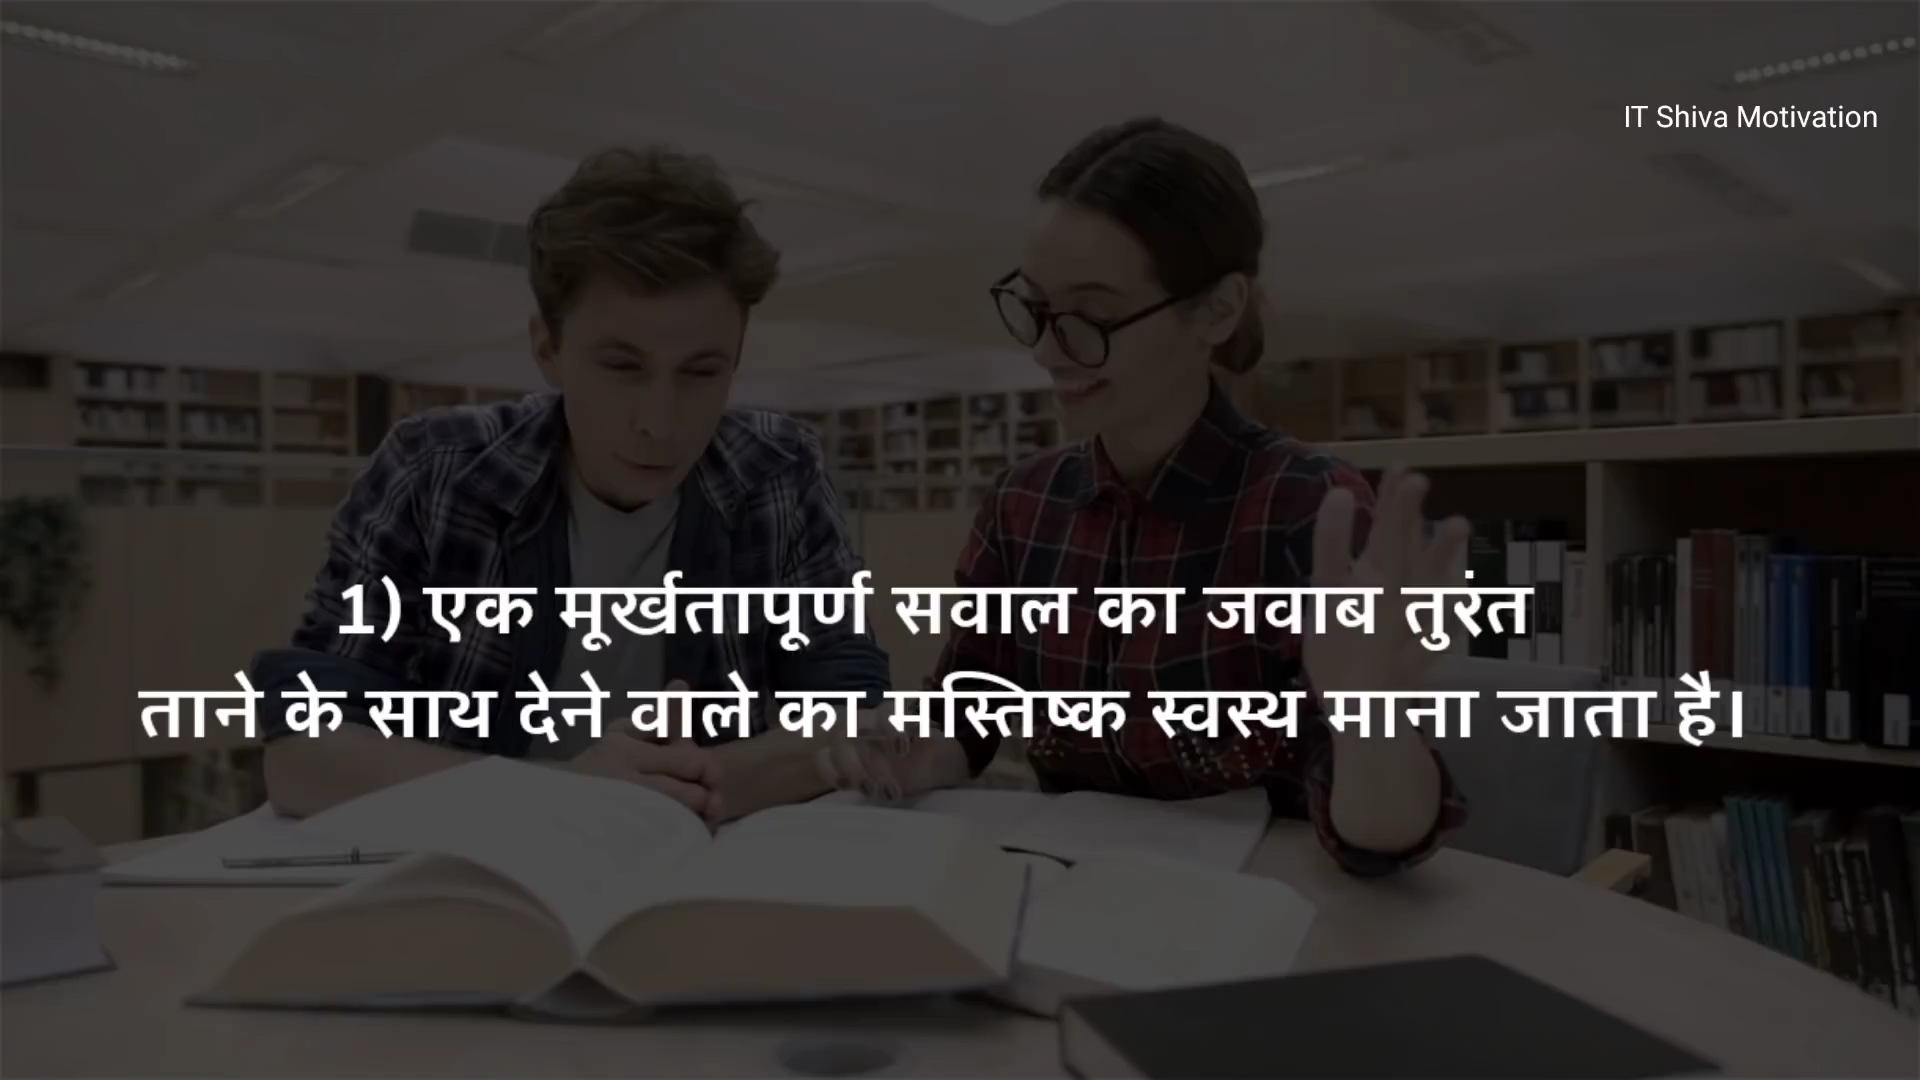 IT Shiva Motivation
1) एक मूर्खतापूर्ण सवाल का जवाब तुरंत
ताने के साथ देने वाले का मस्तिष्क स्वस्थ माना जाता है।